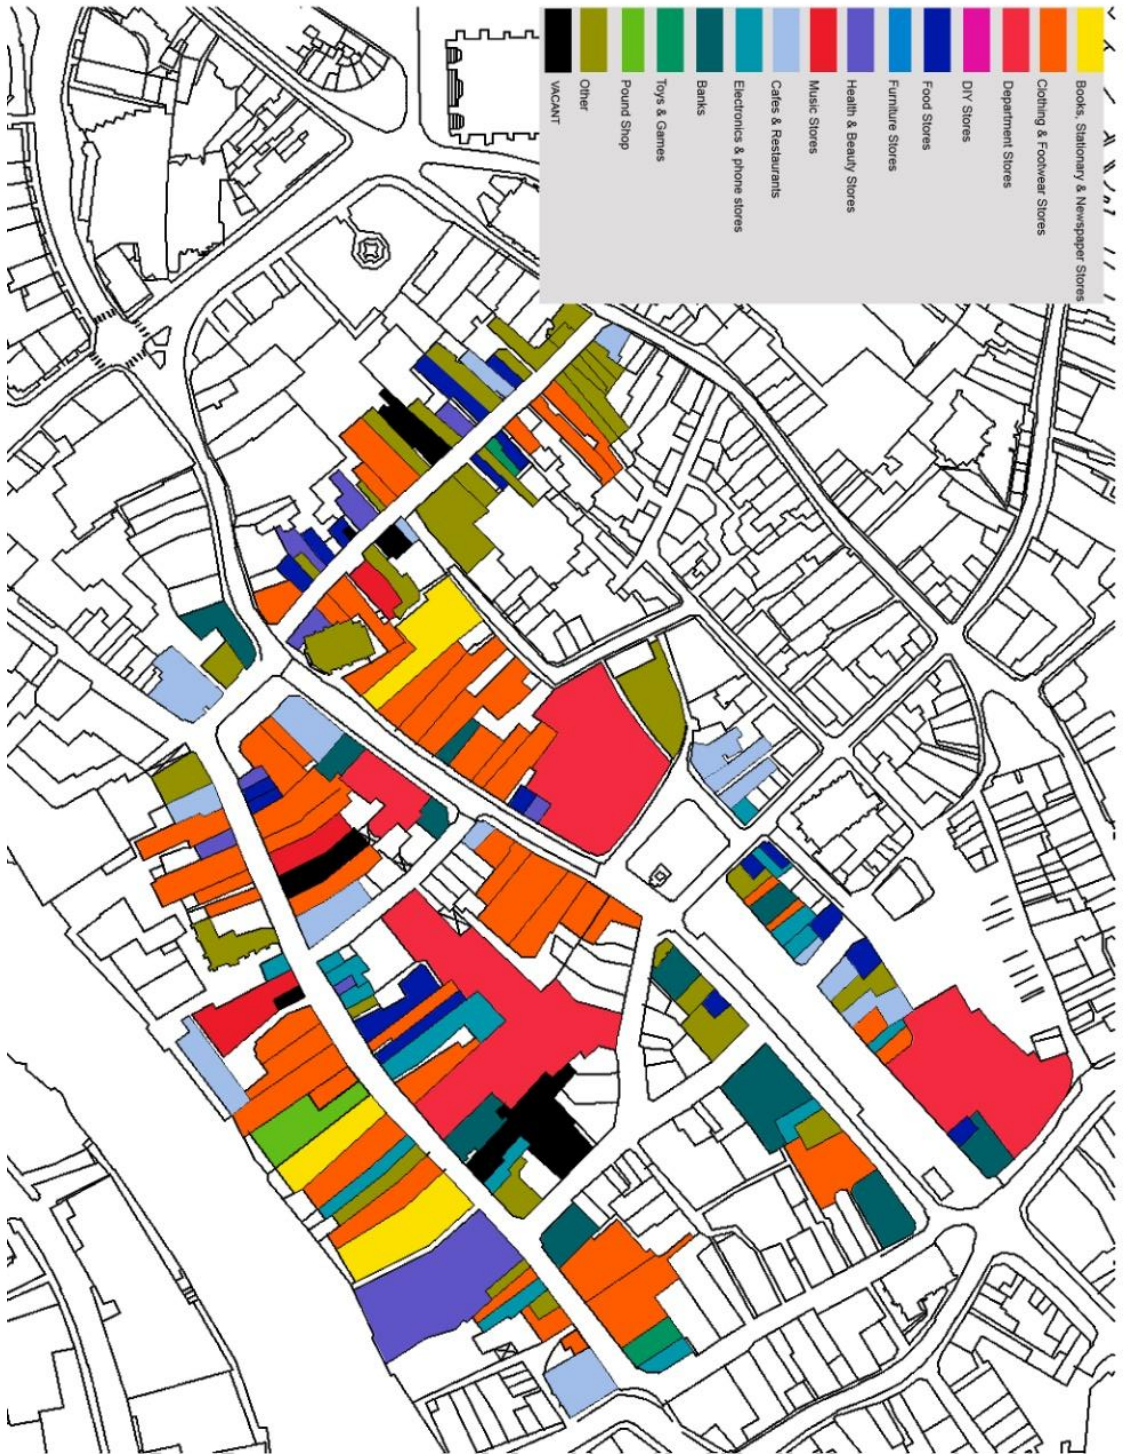 Books, Stationary & Newspaper Stores
Clothing & Footwear Stores
Department Stores
DIY Stores
Food Stores
Furniture Stores
Health & Beauty Stores
Music Stores
Cafes & Restaurants
Electronics & phone stores
Banks
Toys & Games
Pound Shop
Other
VACANT